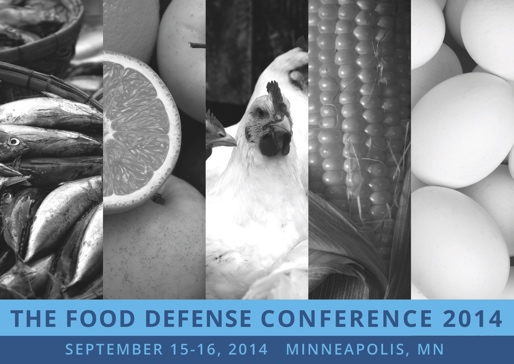 THE FOOD DEFENSE CONFERENCE 2014
SEPTEMBER 15-16, 2014 MINNEAPOLIS, MN